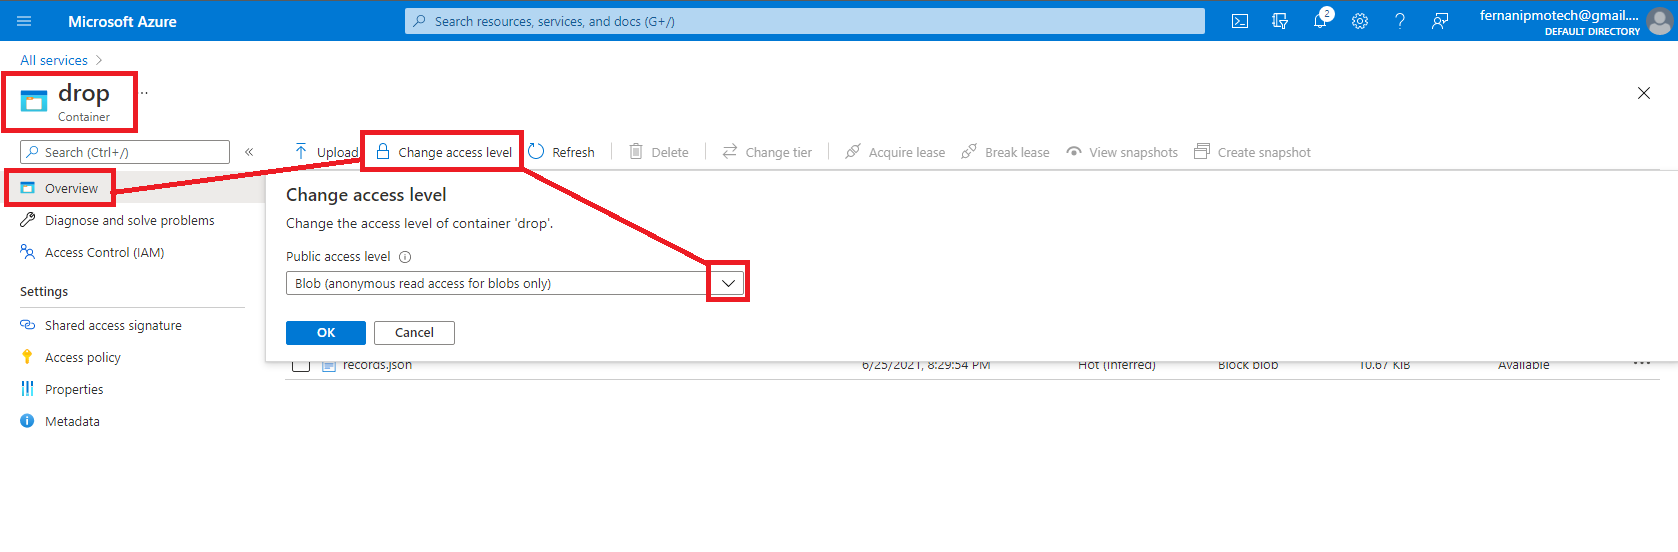 Microsoft Azure
Search resources, services, and docs (G+/)
2
fernanipmotech@gmail....
DEFAULT DIRECTORY
All services
drop
Container
Search (Ctrl+/)
Upload
Change access level
Refresh
Delete
Change tier
Acquire lease
Break lease
View snapshots
Create snapshot
Overview
Diagnose and solve problems
Access Control (IAM)
Settings
Shared access signature
Access policy
Properties
Metadata
Change access level
Change the access level of container 'drop'.
Public access level
Blob (anonymous read access for blobs only)
OK
Cancel
records.json 6/25/2021, 8:29:54 PM Hot (Inferred) Block blob 10.67 KiB Available